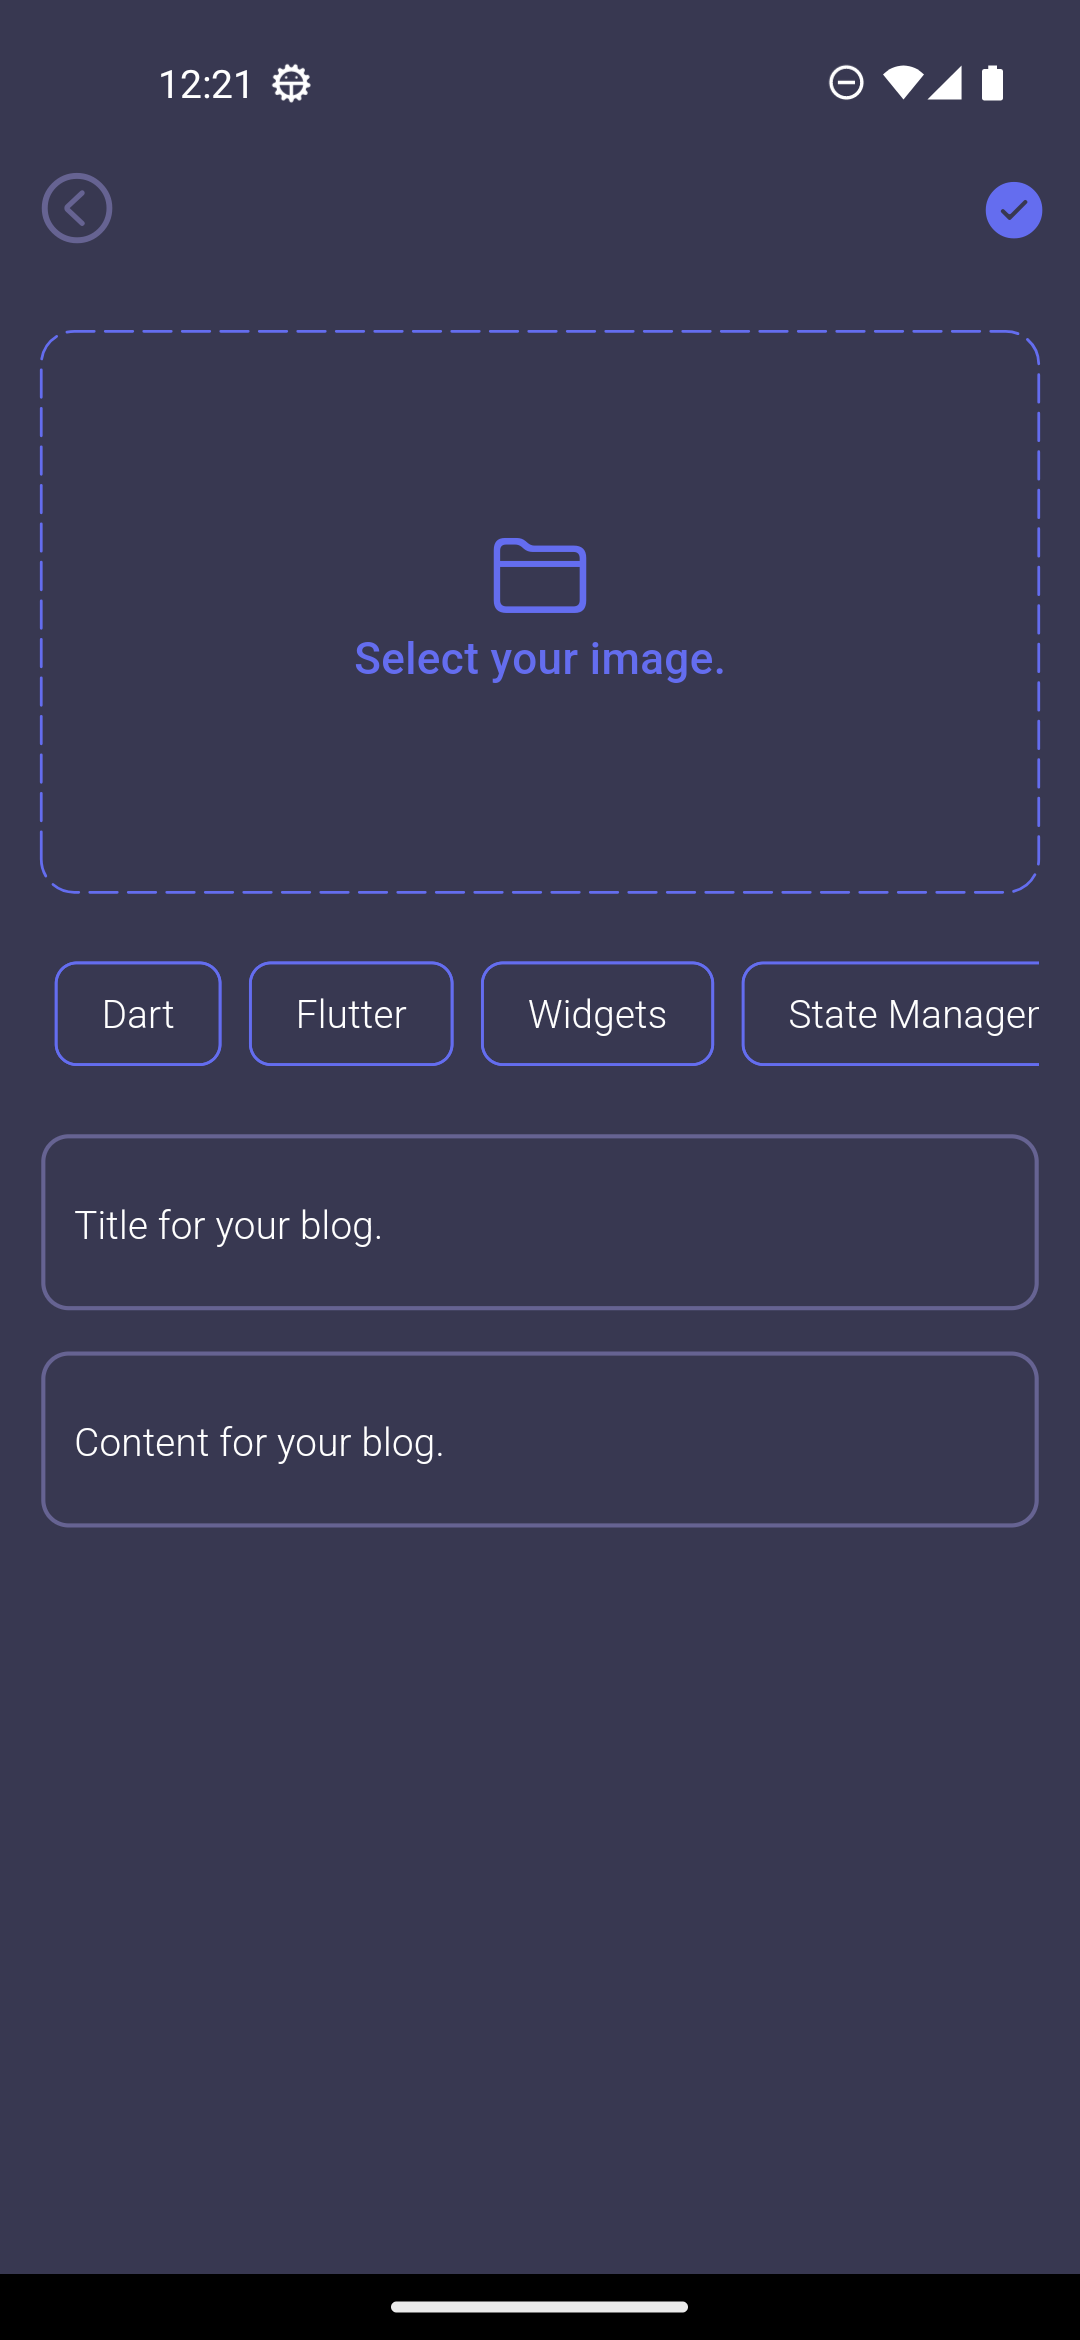 12:21
Select your image.
Dart Flutter Widgets State Manager
Title for your blog.
Content for your blog.